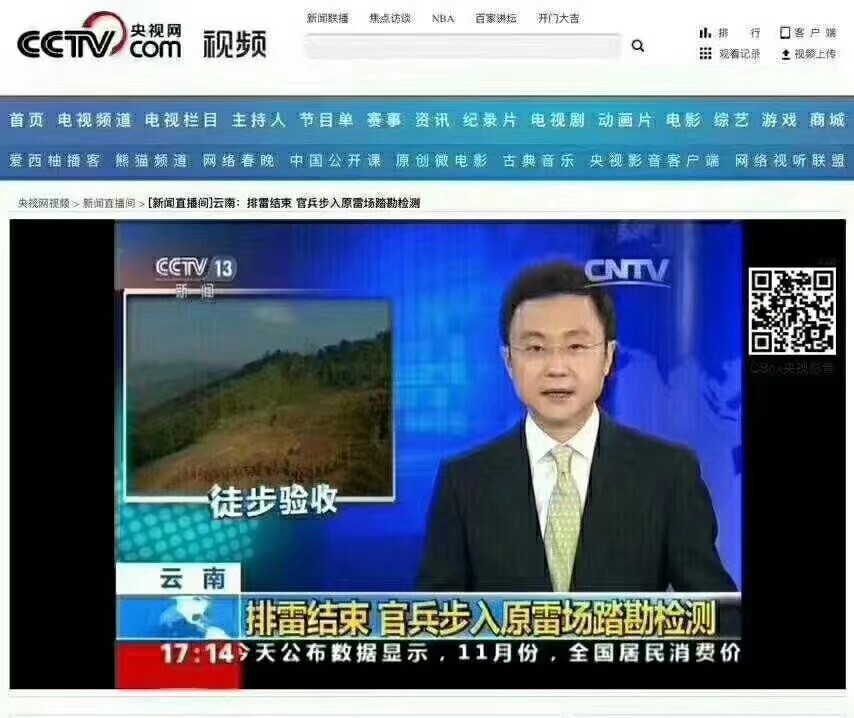 CCTV 央视网 com 视频
新闻联播 焦点访谈 NBA 百家讲坛 开门大吉
排 行 客 户 端
观看记录 视频上传
首页 电视频道 电视栏目 主持人 节目单 赛事 资讯 纪录片 电视剧 动画片 电影 综艺 游戏 商城
爱西柚播客 熊猫频道 网络春晚 中国公开课 原创微电影 古典音乐 央视影音客户端 网络视听联盟
央视网视频 > 新闻直播间 > [新闻直播间]云南：排雷结束 官兵步入原雷场踏勘检测
CCTV 13
新 闻
CNTV
CBox央视影音
徒步验收
云 南
排雷结束 官兵步入原雷场踏勘检测
17:14 今天公布数据显示，11月份，全国居民消费价